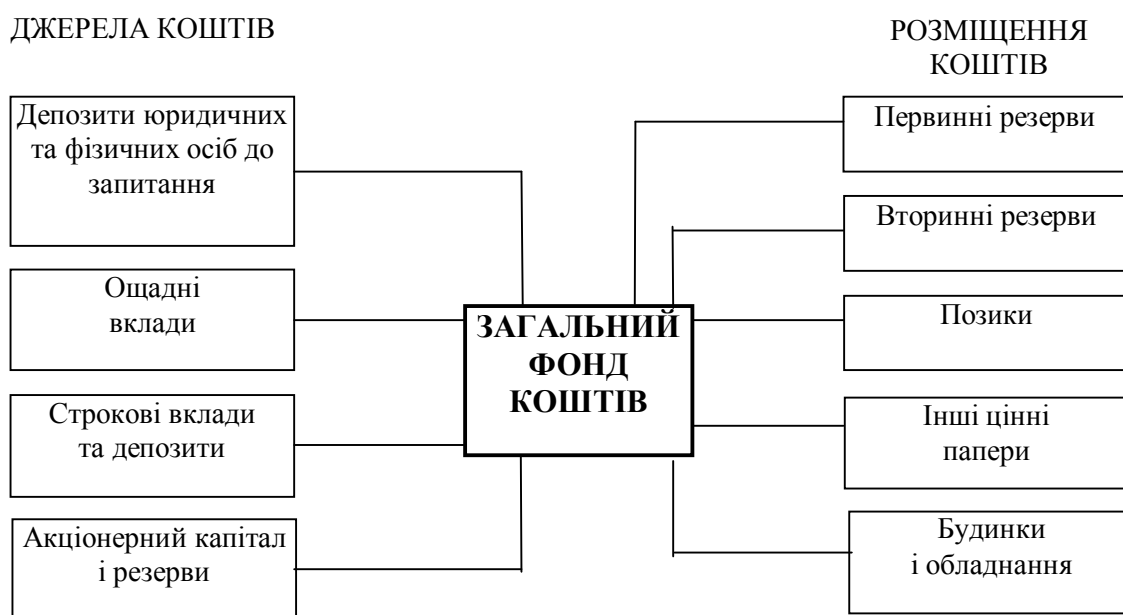 ДЖЕРЕЛА КОШТІВ
РОЗМІЩЕННЯ
КОШТІВ
Депозити юридичних
та фізичних осіб до
запитання
Ощадні
вклади
Строкові вклади
та депозити
Акціонерний капітал
і резерви
ЗАГАЛЬНИЙ
ФОНД
КОШТІВ
Первинні резерви
Вторинні резерви
Позики
Інші цінні
папери
Будинки
і обладнання